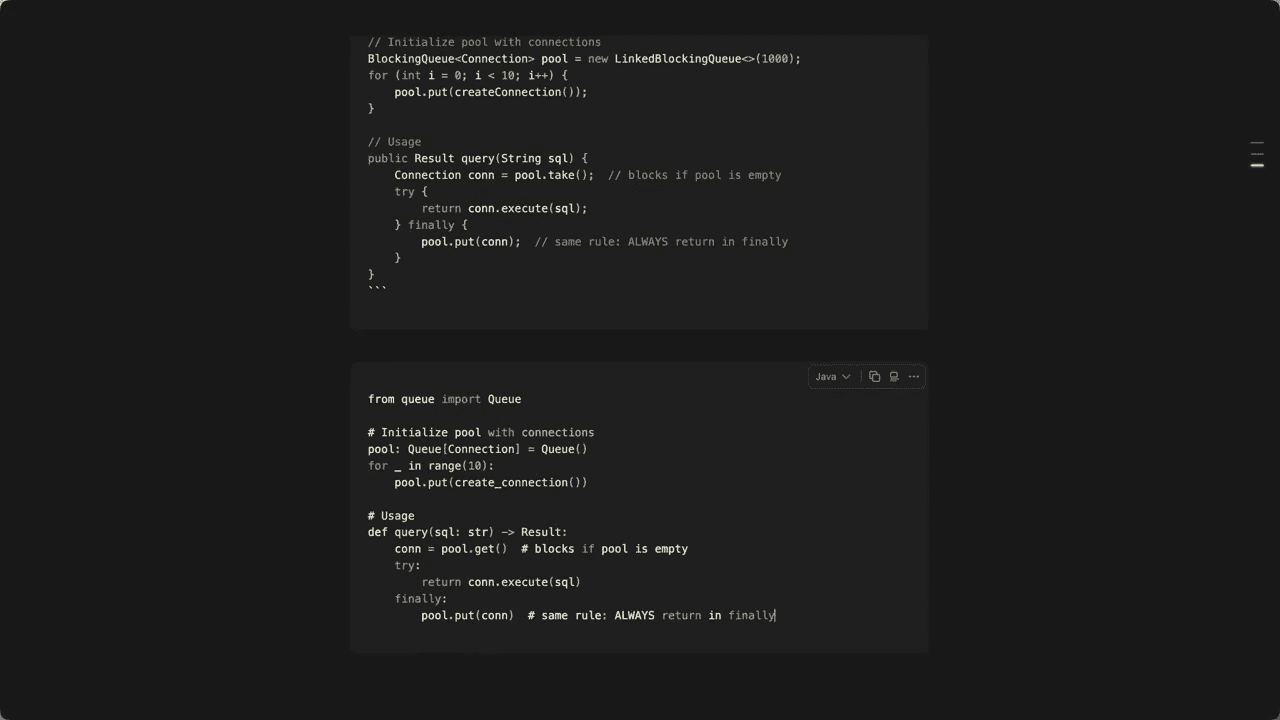 // Initialize pool with connections
BlockingQueue<Connection> pool = new LinkedBlockingQueue<>(1000);
for (int i = 0; i < 10; i++) {
    pool.put(createConnection());
}
// Usage
public Result query(String sql) {
    Connection conn = pool.take();  // blocks if pool is empty
    try {
        return conn.execute(sql);
    } finally {
        pool.put(conn);  // same rule: ALWAYS return in finally
    }
}
```
Java
from queue import Queue
# Initialize pool with connections
pool: Queue[Connection] = Queue()
for _ in range(10):
    pool.put(create_connection())
# Usage
def query(sql: str) -> Result:
    conn = pool.get()  # blocks if pool is empty
    try:
        return conn.execute(sql)
    finally:
        pool.put(conn)  # same rule: ALWAYS return in finally